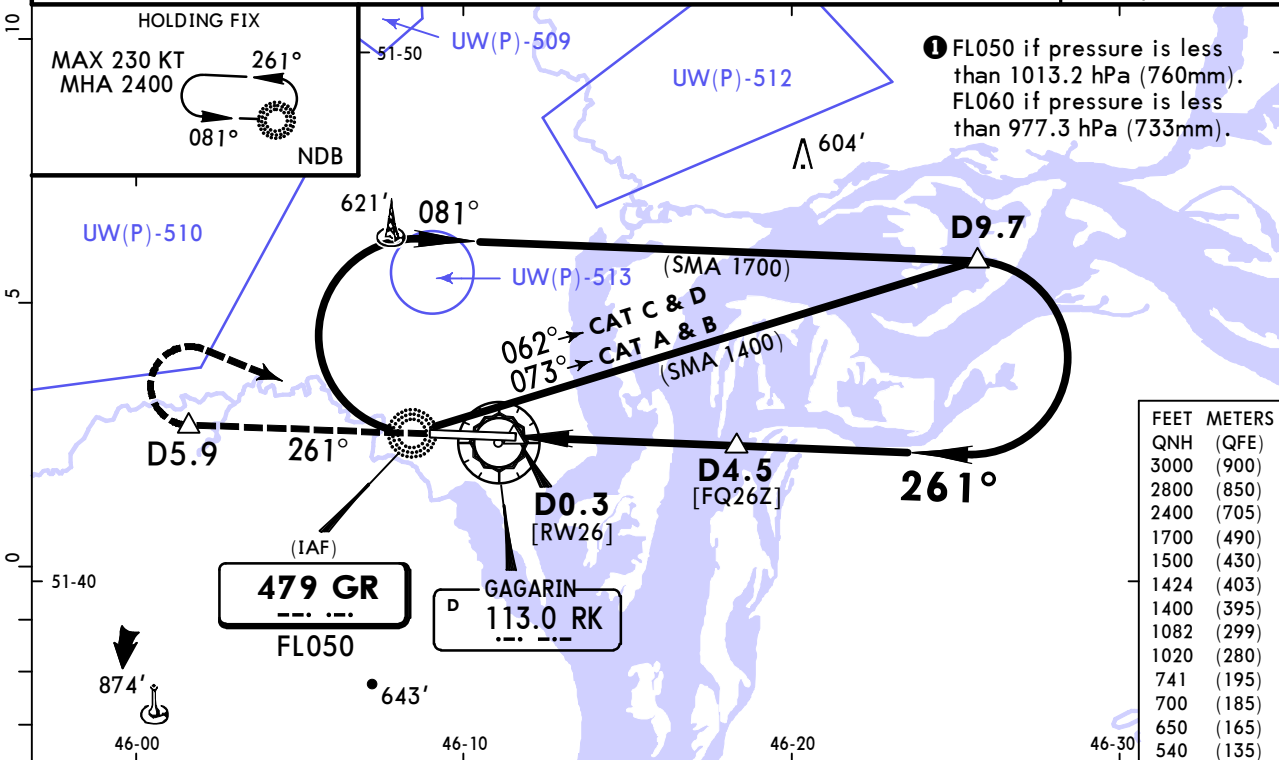 10
HOLDING FIX
MAX 230 KT
MHA 2400
261°
081°
NDB
51-50
UW(P)-509
UW(P)-512
❶ FL050 if pressure is less
than 1013.2 hPa (760mm).
FL060 if pressure is less
than 977.3 hPa (733mm).
604'
621'
081°
D9.7
UW(P)-510
(SMA 1700)
UW(P)-513
5
062° CAT C & D
073° CAT A & B
(SMA 1400)
D5.9
261°
D4.5
[FQ26Z]
261°
D0.3
[RW26]
(IAF)
479 GR
FL050
GAGARIN
D 113.0 RK
0
51-40
874'
643'
46-00
46-10
46-20
46-30
FEET METERS
QNH (QFE)
3000 (900)
2800 (850)
2400 (705)
1700 (490)
1500 (430)
1424 (403)
1400 (395)
1082 (299)
1020 (280)
741 (195)
700 (185)
650 (165)
540 (135)